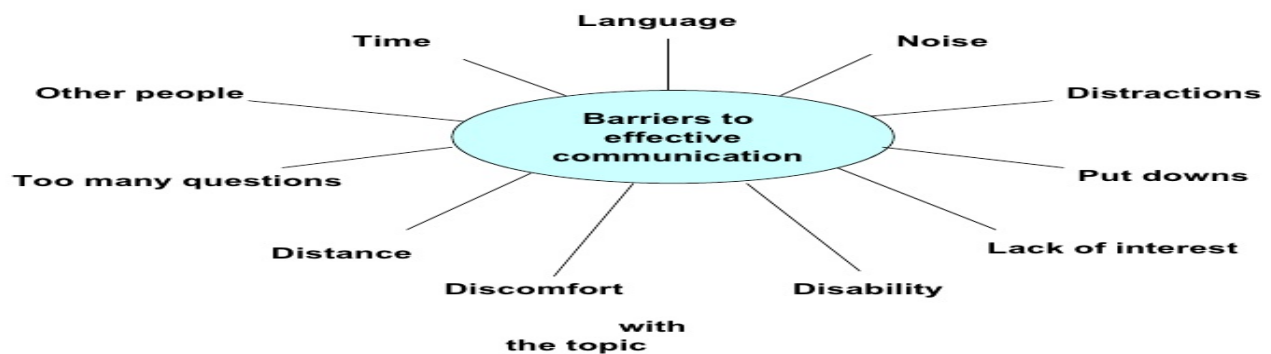 Language
Time
Noise
Other people
Distractions
Barriers to
effective
communication
Too many questions
Put downs
Distance
Lack of interest
Discomfort
with
the topic
Disability